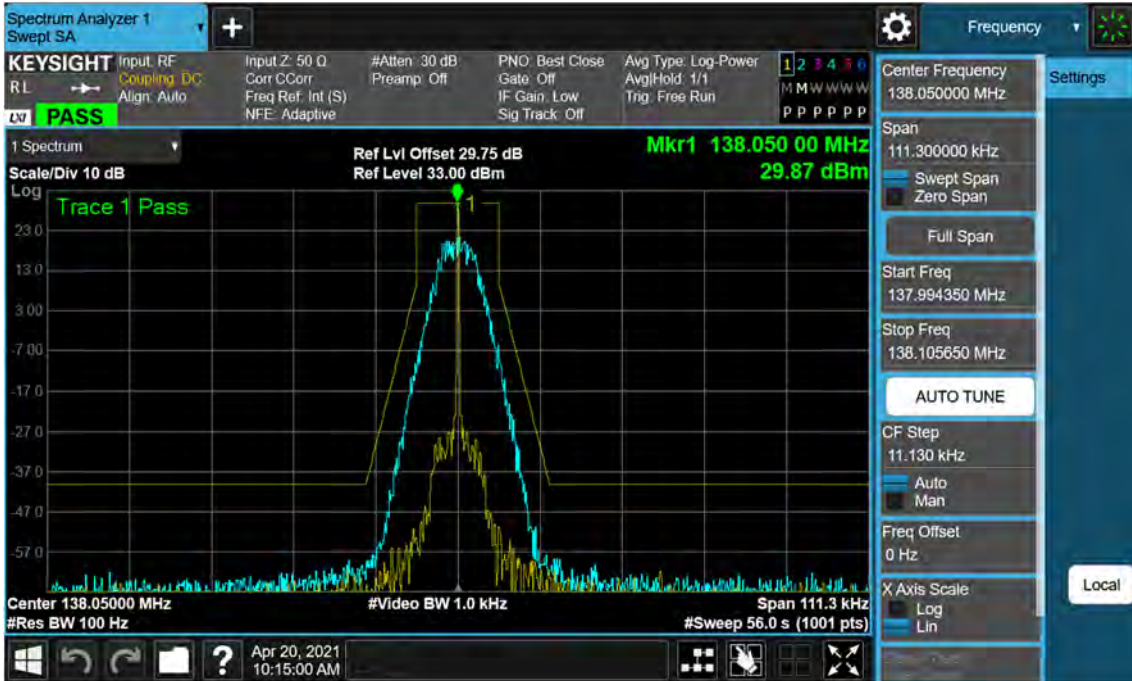 Spectrum Analyzer 1
Swept SA
Frequency
KEYSIGHT
RL
LXI
PASS
Input: RF
Coupling: DC
Align: Auto
Input Z: 50 Ω
Corr CCorr
Freq Ref: Int (S)
NFE: Adaptive
#Atten: 30 dB
Preamp: Off
PNO: Best Close
Gate: Off
IF Gain: Low
Sig Track: Off
Avg Type: Log-Power
Avg|Hold: 1/1
Trig: Free Run
1 2 3 4 5 6
M M W W W W
P P P P P P
1 Spectrum
Scale/Div 10 dB
Log
Ref Lvl Offset 29.75 dB
Ref Level 33.00 dBm
Mkr1 138.050 00 MHz
29.87 dBm
Trace 1 Pass
1
23.0
13.0
3.00
-7.00
-17.0
-27.0
-37.0
-47.0
-57.0
Center 138.05000 MHz
#Res BW 100 Hz
#Video BW 1.0 kHz
Span 111.3 kHz
#Sweep 56.0 s (1001 pts)
?
Apr 20, 2021
10:15:00 AM
Center Frequency
138.050000 MHz
Span
111.300000 kHz
Swept Span
Zero Span
Full Span
Start Freq
137.994350 MHz
Stop Freq
138.105650 MHz
AUTO TUNE
CF Step
11.130 kHz
Auto
Man
Freq Offset
0 Hz
X Axis Scale
Log
Lin
Settings
Local